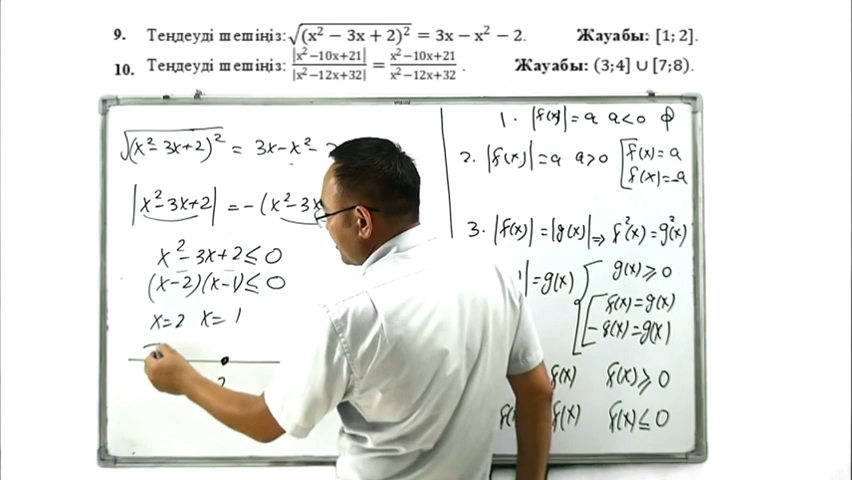 9. Теңдеуді шешіңіз: √(x² − 3x + 2)² = 3x − x² − 2. Жауабы: [1; 2].
10. Теңдеуді шешіңіз: |x²−10x+21| / |x²−12x+32| = x²−10x+21 / x²−12x+32 . Жауабы: (3;4] ∪ [7;8).
√(x² − 3x + 2)² = 3x − x² −
|x² − 3x + 2| = −(x² − 3x
x² − 3x + 2 ≤ 0
(x − 2)(x − 1) ≤ 0
x = 2 x = 1
2
1. |f(x)| = a a < 0 ϕ
2. |f(x)| = a a > 0 [f(x) = a
f(x) = −a
3. |f(x)| = |g(x)| ⇒ f²(x) = g²(x)
| = g(x) g(x) ≥ 0
f(x) = g(x)
−f(x) = g(x)
f(x) f(x) ≥ 0
f(x) f(x) ≤ 0